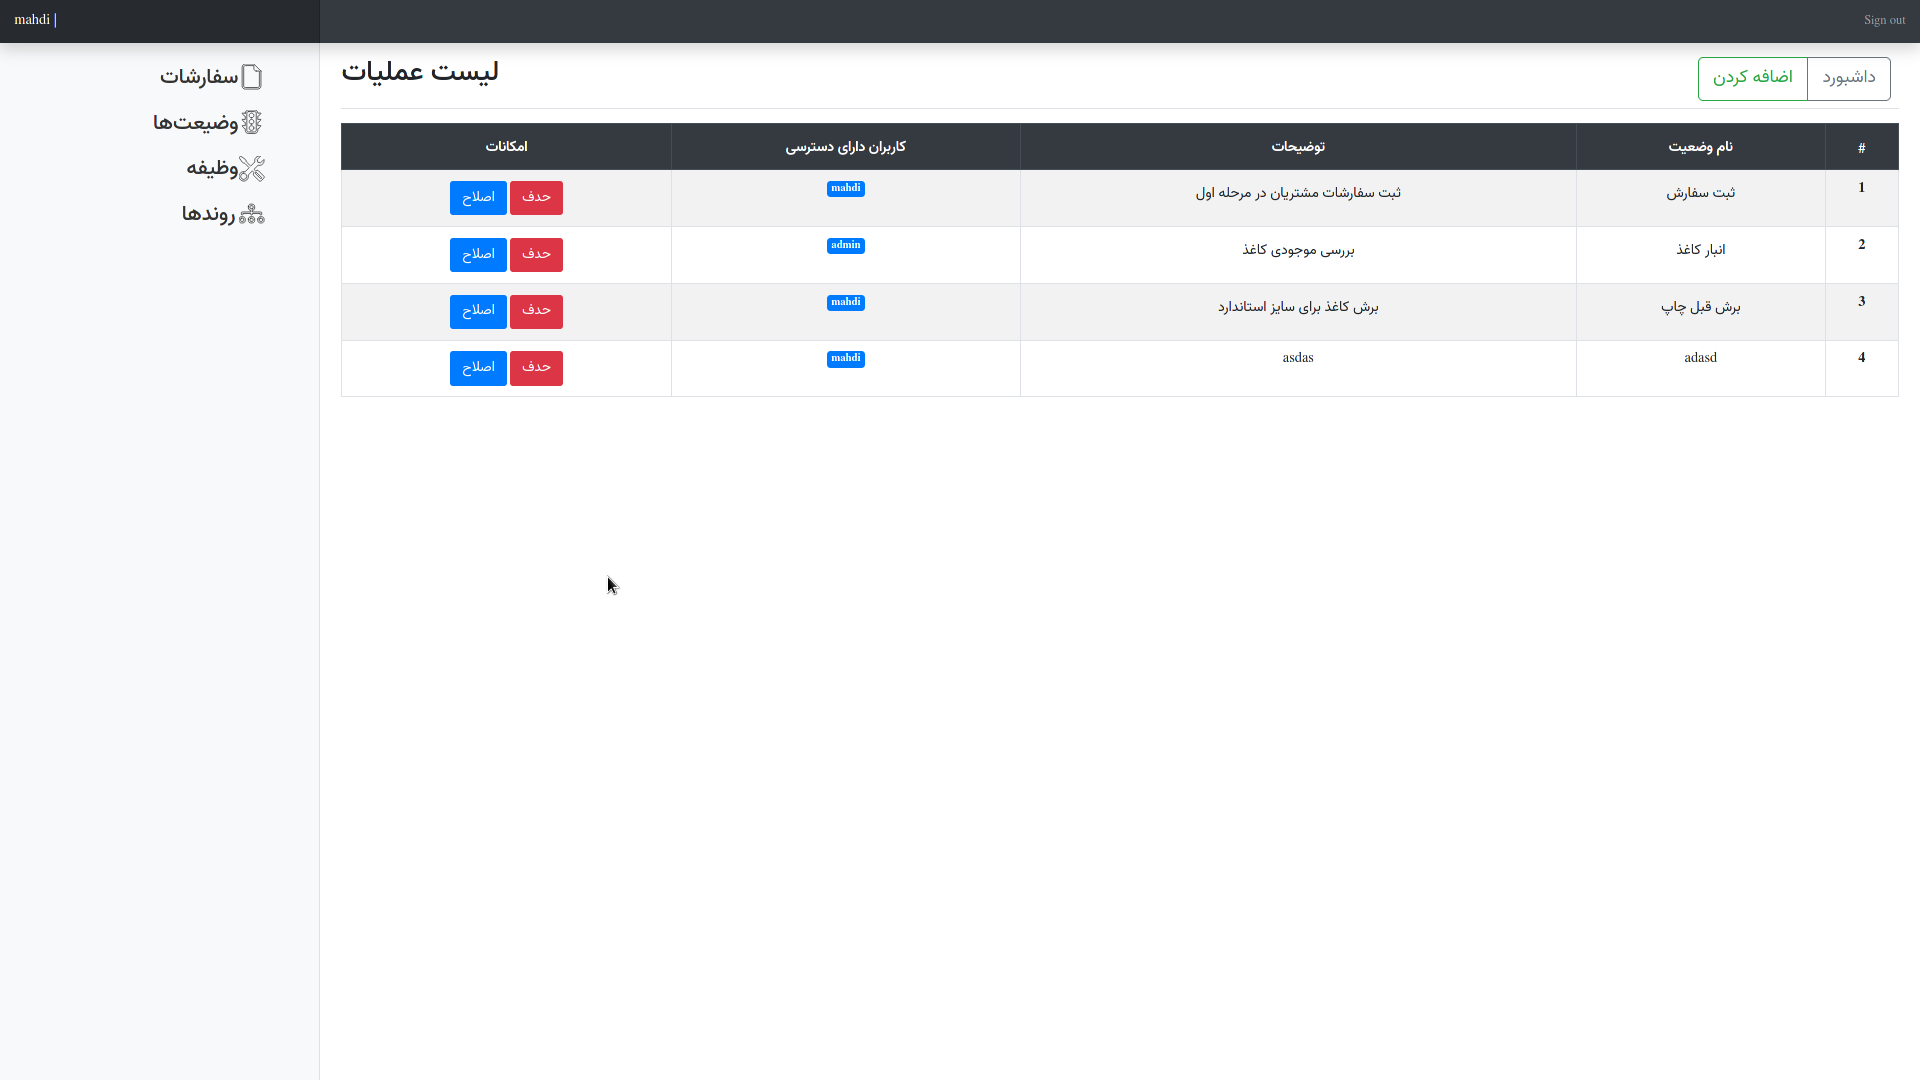 mahdi |
Sign out
سفارشات
وضیعت‌ها
وظیفه
روندها
لیست عملیات
داشبورد
اضافه کردن
# نام وضعیت توضیحات کاربران دارای دسترسی امکانات
1 ثبت سفارش ثبت سفارشات مشتریان در مرحله اول mahdi حذف اصلاح
2 انبار کاغذ بررسی موجودی کاغذ admin حذف اصلاح
3 برش قبل چاپ برش کاغذ برای سایز استاندارد mahdi حذف اصلاح
4 adasd asdas mahdi حذف اصلاح